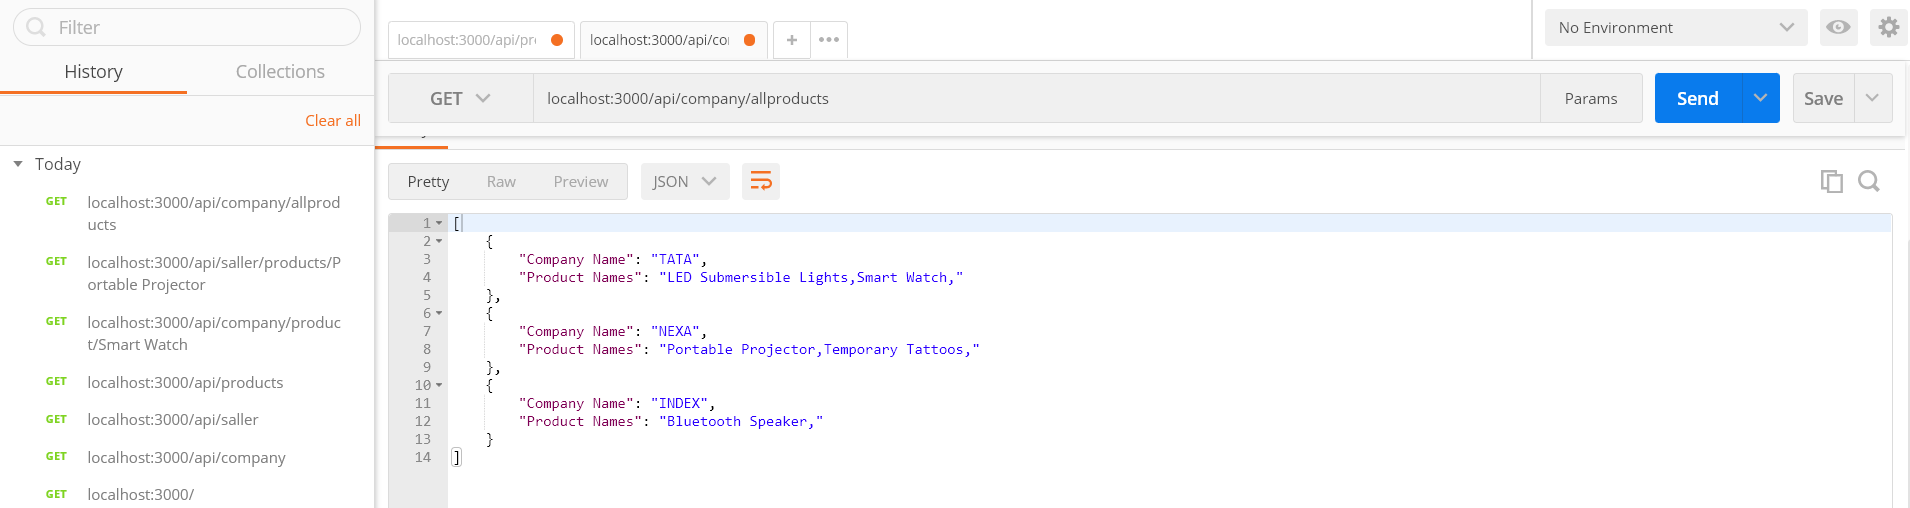 Filter
History
Collections
Clear all
Today
GET localhost:3000/api/company/allprod
ucts
GET localhost:3000/api/saller/products/P
ortable Projector
GET localhost:3000/api/company/produc
t/Smart Watch
GET localhost:3000/api/products
GET localhost:3000/api/saller
GET localhost:3000/api/company
GET localhost:3000/
localhost:3000/api/pr
localhost:3000/api/co
No Environment
GET
localhost:3000/api/company/allproducts
Params
Send
Save
Pretty
Raw
Preview
JSON
1 [
2 {
3 "Company Name": "TATA",
4 "Product Names": "LED Submersible Lights,Smart Watch,"
5 },
6 {
7 "Company Name": "NEXA",
8 "Product Names": "Portable Projector,Temporary Tattoos,"
9 },
10 {
11 "Company Name": "INDEX",
12 "Product Names": "Bluetooth Speaker,"
13 }
14 ]